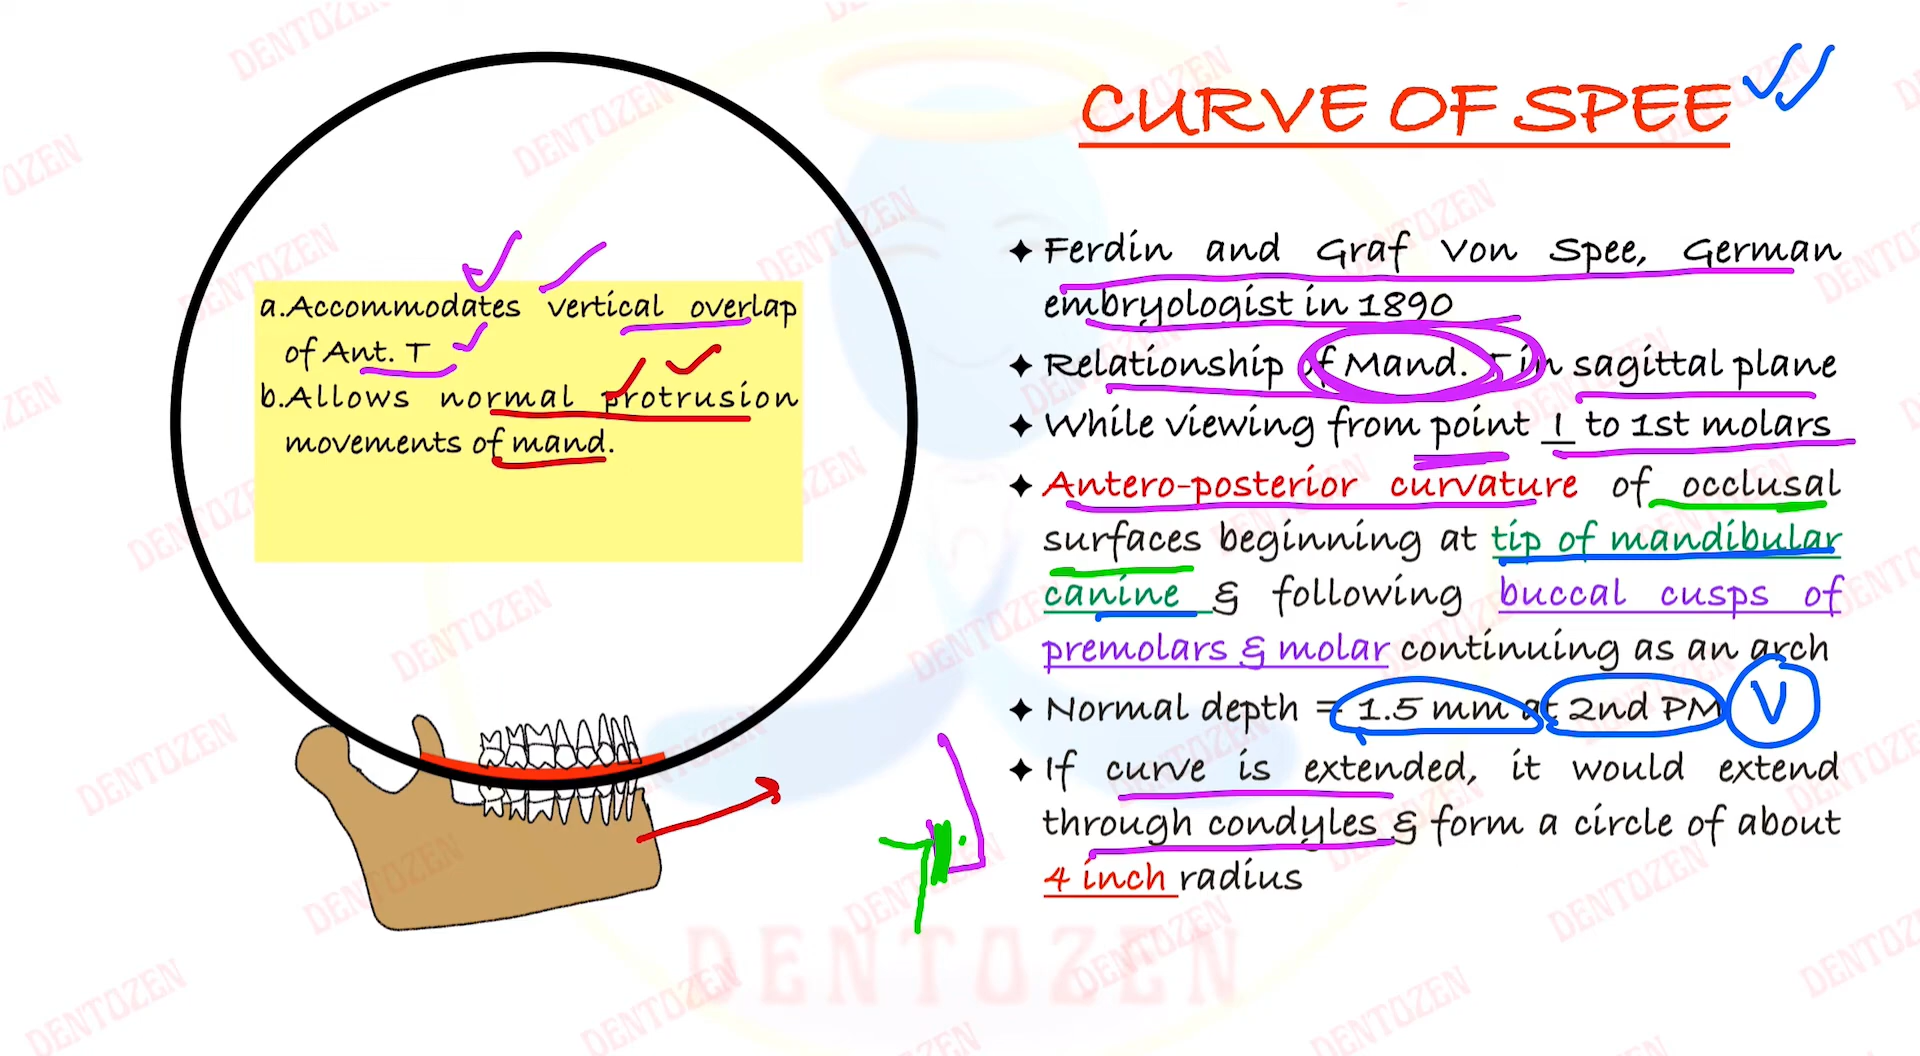 CURVE OF SPEE
a.Accommodates vertical overlap
of Ant. T
b.Allows normal protrusion
movements of mand.
✦ Ferdin and Graf Von Spee, German
embryologist in 1890
✦ Relationship of Mand. T in sagittal plane
✦ While viewing from point 1 to 1st molars
✦ Antero-posterior curvature of occlusal
surfaces beginning at tip of mandibular
canine & following buccal cusps of
premolars & molar continuing as an arch
✦ Normal depth = 1.5 mm at 2nd PM V
✦ If curve is extended, it would extend
through condyles & form a circle of about
4 inch radius
DENTOZEN